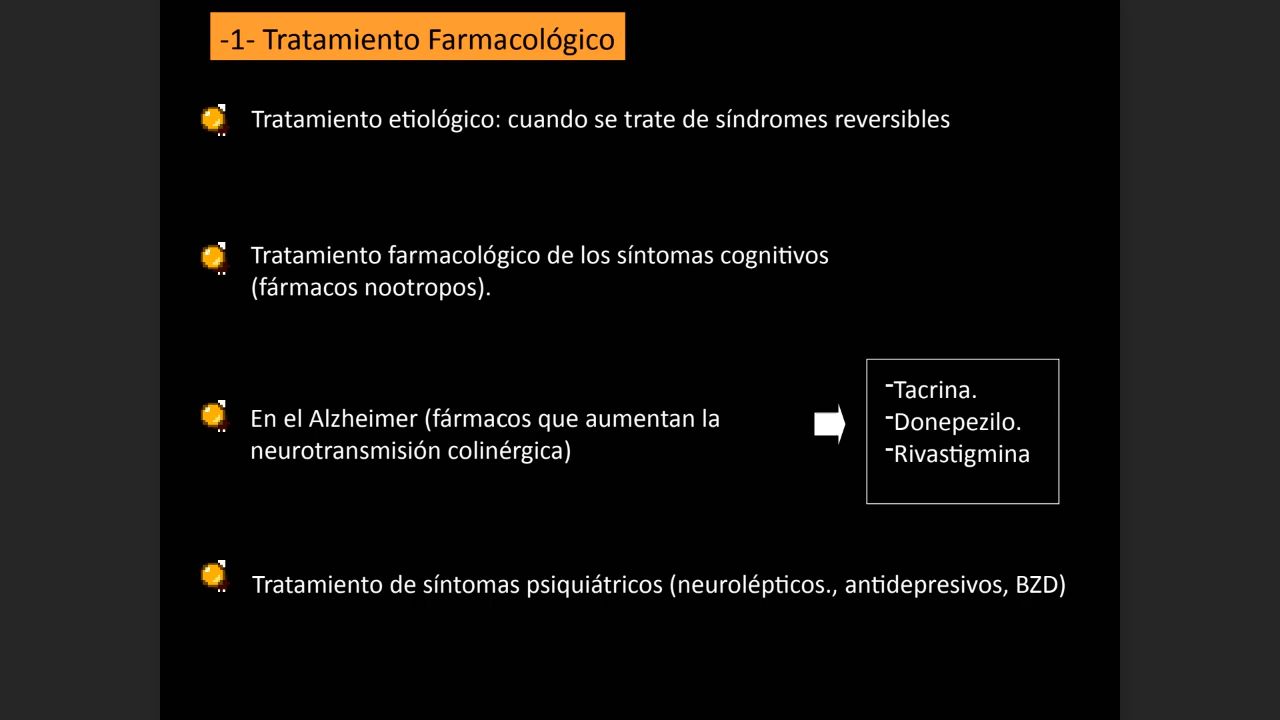 -1- Tratamiento Farmacológico
Tratamiento etiológico: cuando se trate de síndromes reversibles
Tratamiento farmacológico de los síntomas cognitivos
(fármacos nootropos).
En el Alzheimer (fármacos que aumentan la
neurotransmisión colinérgica)
-Tacrina.
-Donepezilo.
-Rivastigmina
Tratamiento de síntomas psiquiátricos (neurolépticos., antidepresivos, BZD)